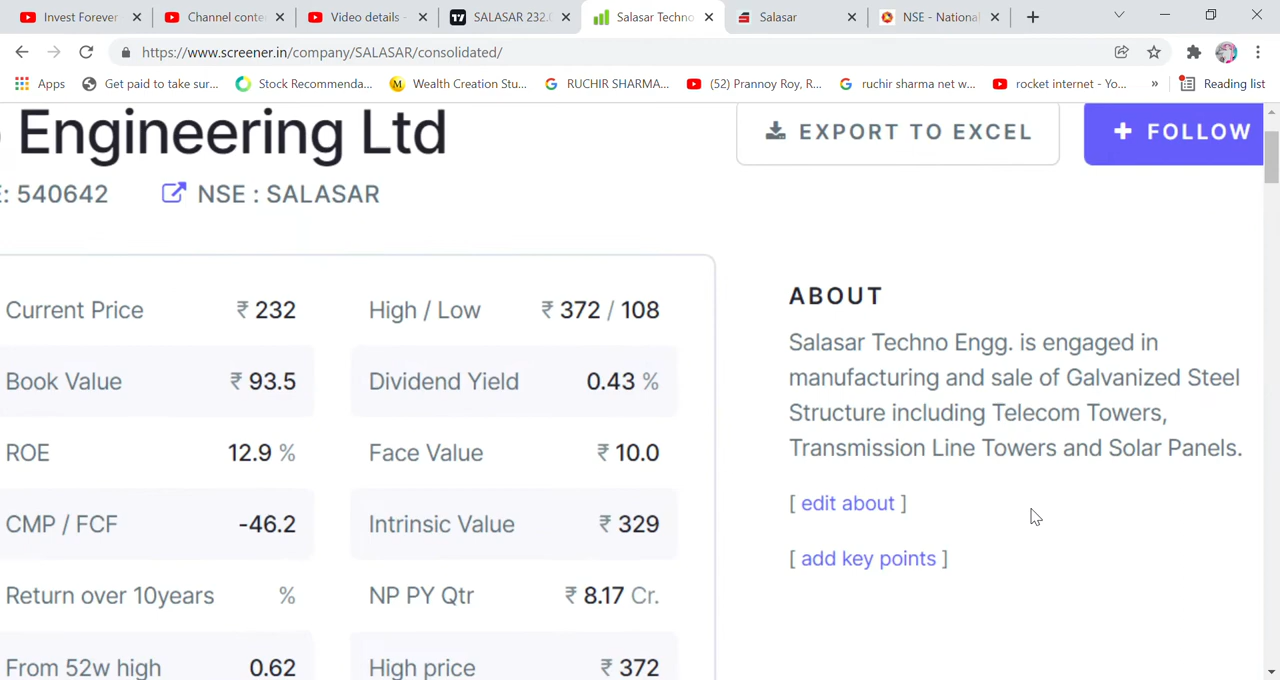 Invest Forever
Channel conte
Video details -
SALASAR 232.
Salasar Techno
Salasar
NSE - National
https://www.screener.in/company/SALASAR/consolidated/
Apps
Get paid to take sur...
Stock Recommenda...
Wealth Creation Stu...
RUCHIR SHARMA...
(52) Prannoy Roy, R...
ruchir sharma net w...
rocket internet - Yo...
»
Reading list
Engineering Ltd
EXPORT TO EXCEL
+ FOLLOW
E: 540642
NSE : SALASAR
Current Price ₹ 232
High / Low ₹ 372 / 108
Book Value ₹ 93.5
Dividend Yield 0.43 %
ROE 12.9 %
Face Value ₹ 10.0
CMP / FCF -46.2
Intrinsic Value ₹ 329
Return over 10years %
NP PY Qtr ₹ 8.17 Cr.
From 52w high 0.62
High price ₹ 372
ABOUT
Salasar Techno Engg. is engaged in
manufacturing and sale of Galvanized Steel
Structure including Telecom Towers,
Transmission Line Towers and Solar Panels.
[ edit about ]
[ add key points ]